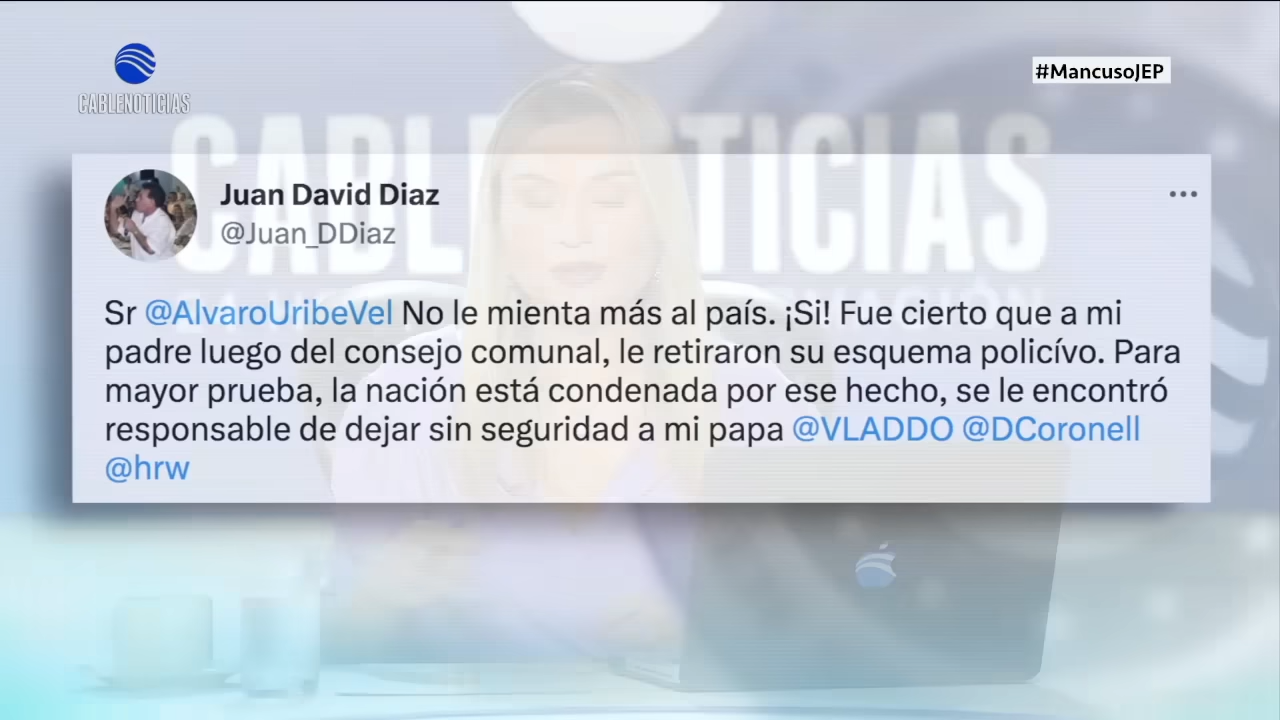 CABLENOTICIAS
#MancusoJEP
CABLENOTICIAS
Juan David Diaz
@Juan_DDiaz
Sr @AlvaroUribeVel No le mienta más al país. ¡Si! Fue cierto que a mi
padre luego del consejo comunal, le retiraron su esquema policívo. Para
mayor prueba, la nación está condenada por ese hecho, se le encontró
responsable de dejar sin seguridad a mi papa @VLADDO @DCoronell
@hrw